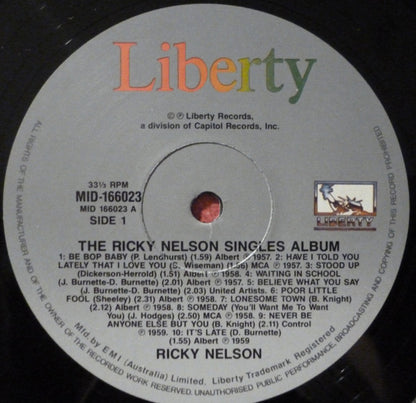 Liberty
© ℗ Liberty Records,
a division of Capitol Records, Inc.
33⅓ RPM
MID-166023
MID 166023 A
SIDE 1
LIBERTY
THE RICKY NELSON SINGLES ALBUM
1: BE BOP BABY (P. Lendhurst) (1.59) Albert ℗ 1957. 2: HAVE I TOLD YOU
LATELY THAT I LOVE YOU (S. Wiseman) (1.56) MCA ℗ 1957. 3: STOOD UP
(Dickerson-Herrold) (1.51) Albert ℗ 1958. 4: WAITING IN SCHOOL
(J. Burnette-D. Burnette) (2.01) Albert ℗ 1957. 5: BELIEVE WHAT YOU SAY
(J. Burnette-D. Burnette) (2.03) United Artists ℗ 1958. 6: POOR LITTLE
FOOL (Sheeley) (2.31) Albert ℗ 1958. 7: LONESOME TOWN (B. Knight)
(2.12) Albert ℗ 1958. 8: SOMEDAY (You'll Want Me To Want
You) (J. Hodges) (2.50) MCA ℗ 1958. 9: NEVER BE
ANYONE ELSE BUT YOU (B. Knight) (2.11) Control
℗ 1959. 10: IT'S LATE (D. Burnette)
(1.55) Albert ℗ 1959
RICKY NELSON
Mfd by EMI (Australia) Limited. Liberty Trademark Registered
ALL RIGHTS OF THE MANUFACTURER AND OF THE OWNER OF THE RECORDED WORK RESERVED. UNAUTHORISED PUBLIC PERFORMANCE, BROADCASTING AND COPYING OF THIS RECORD PROHIBITED.